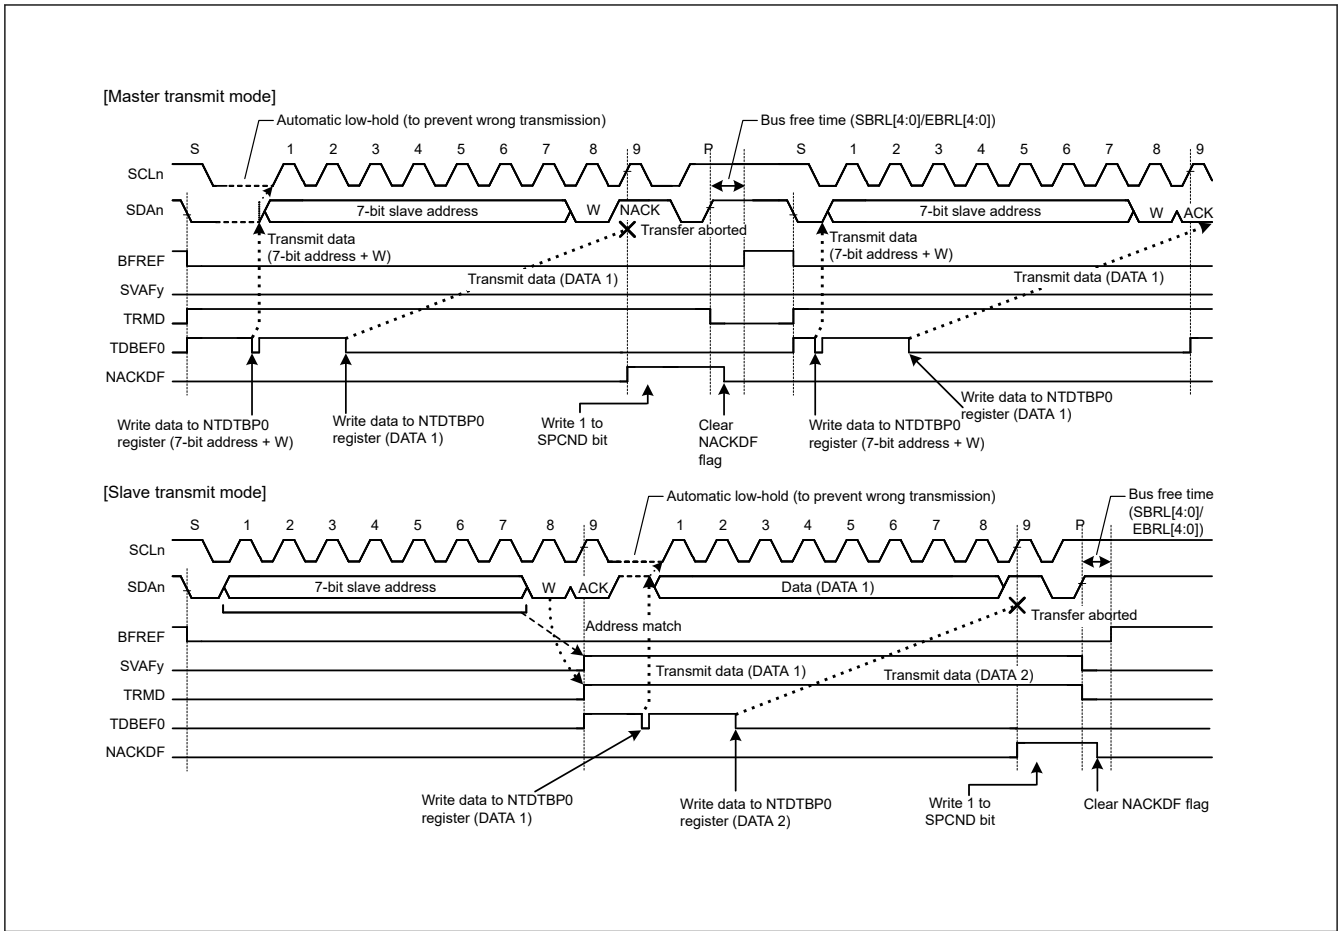 [Master transmit mode]
Automatic low-hold (to prevent wrong transmission)
Bus free time (SBRL[4:0]/EBRL[4:0])
S 1 2 3 4 5 6 7 8 9 P S 1 2 3 4 5 6 7 8 9
SCLn
SDAn 7-bit slave address W NACK 7-bit slave address W ACK
Transfer aborted
Transmit data
(7-bit address + W)
Transmit data
(7-bit address + W)
BFREF
Transmit data (DATA 1)
Transmit data (DATA 1)
SVAFy
TRMD
TDBEF0
NACKDF
Write data to NTDTBP0
register (7-bit address + W)
Write data to NTDTBP0
register (DATA 1)
Write 1 to
SPCND bit
Clear
NACKDF
flag
Write data to NTDTBP0
register (7-bit address + W)
Write data to NTDTBP0
register (DATA 1)
[Slave transmit mode]
Automatic low-hold (to prevent wrong transmission)
Bus free time
(SBRL[4:0]/
EBRL[4:0])
S 1 2 3 4 5 6 7 8 9 1 2 3 4 5 6 7 8 9 P
SCLn
SDAn 7-bit slave address W ACK Data (DATA 1)
Transfer aborted
Address match
BFREF
SVAFy
Transmit data (DATA 1)
Transmit data (DATA 2)
TRMD
TDBEF0
NACKDF
Write data to NTDTBP0
register (DATA 1)
Write data to NTDTBP0
register (DATA 2)
Write 1 to
SPCND bit
Clear NACKDF flag